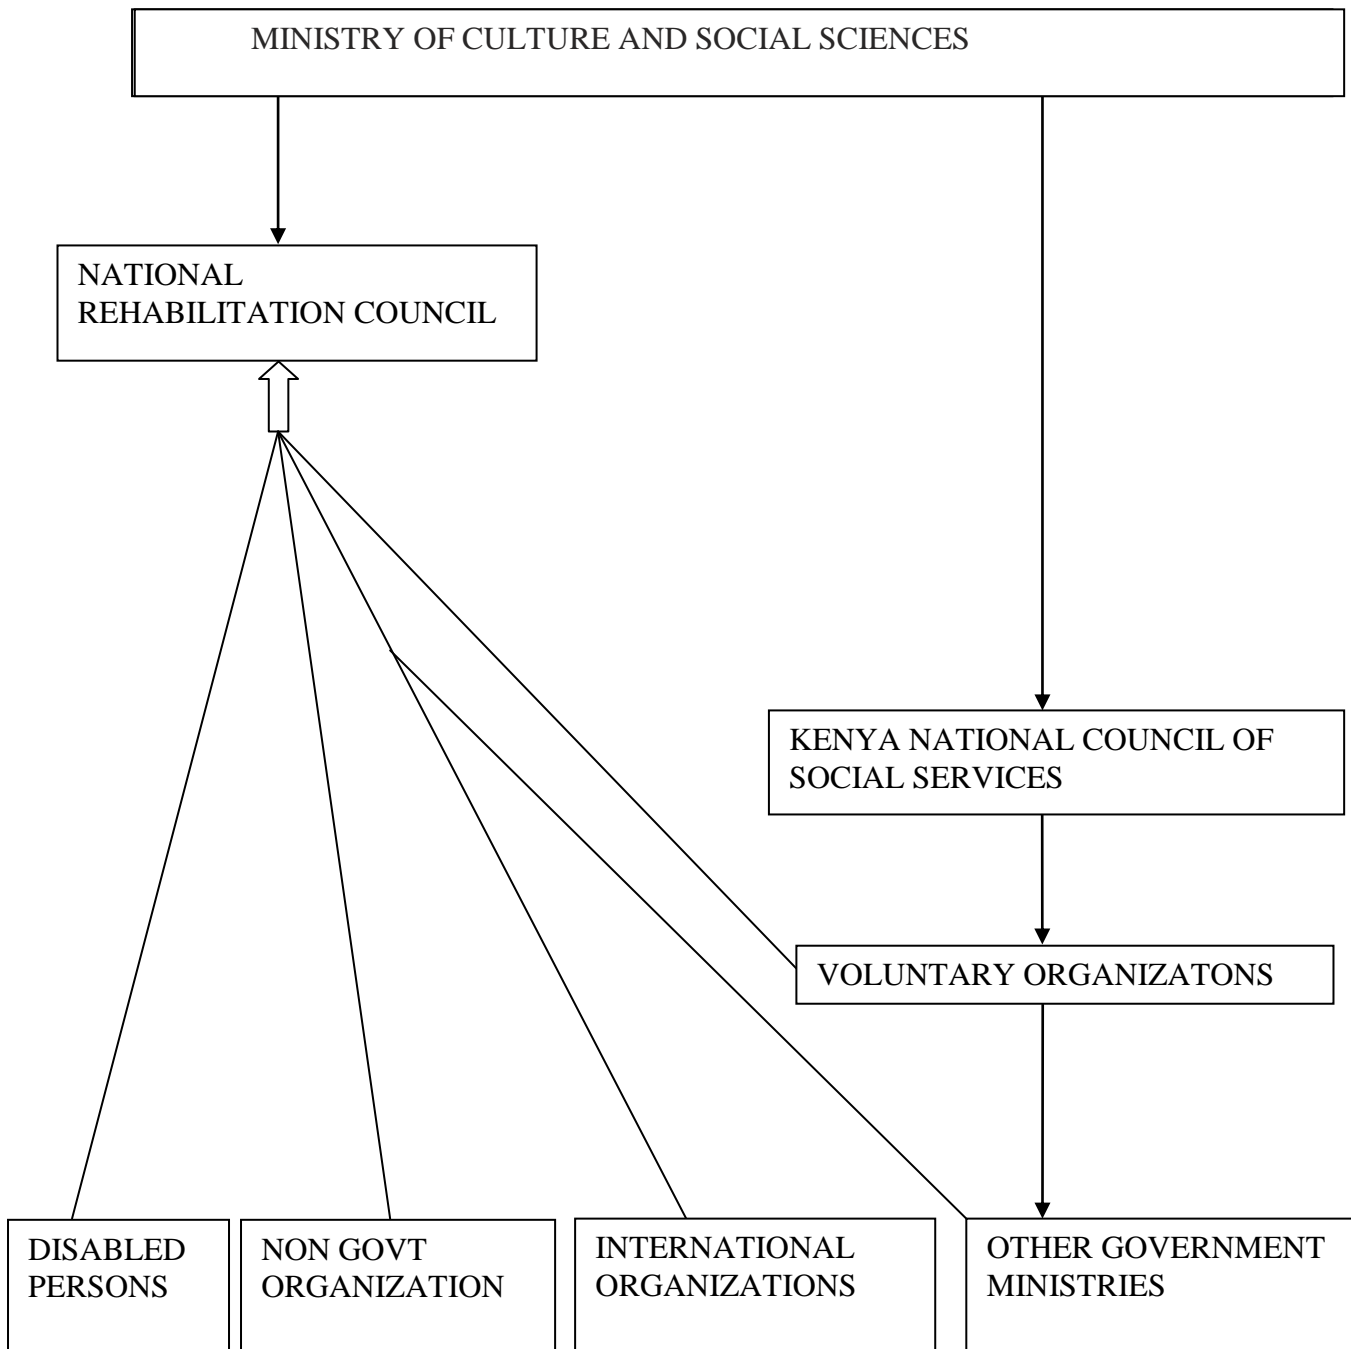 MINISTRY OF CULTURE AND SOCIAL SCIENCES
NATIONAL
REHABILITATION COUNCIL
KENYA NATIONAL COUNCIL OF
SOCIAL SERVICES
VOLUNTARY ORGANIZATONS
DISABLED
PERSONS
NON GOVT
ORGANIZATION
INTERNATIONAL
ORGANIZATIONS
OTHER GOVERNMENT
MINISTRIES